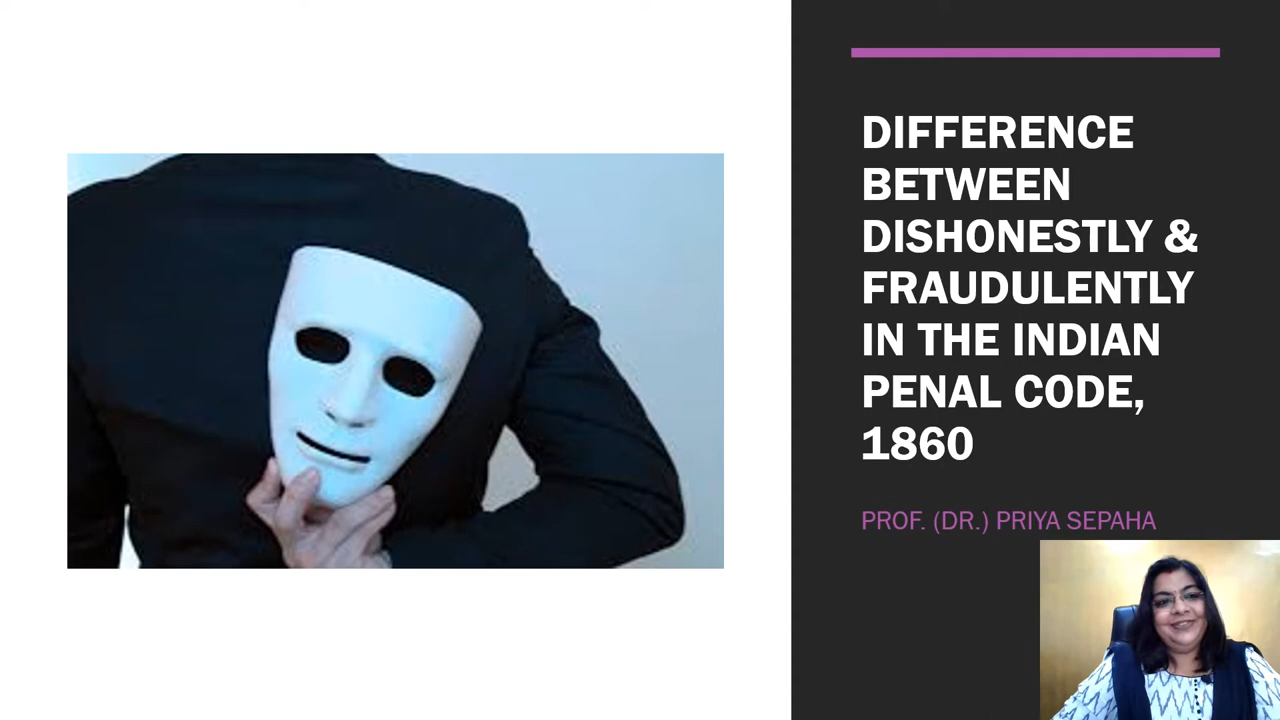 DIFFERENCE
BETWEEN
DISHONESTLY &
FRAUDULENTLY
IN THE INDIAN
PENAL CODE,
1860
PROF. (DR.) PRIYA SEPAHA